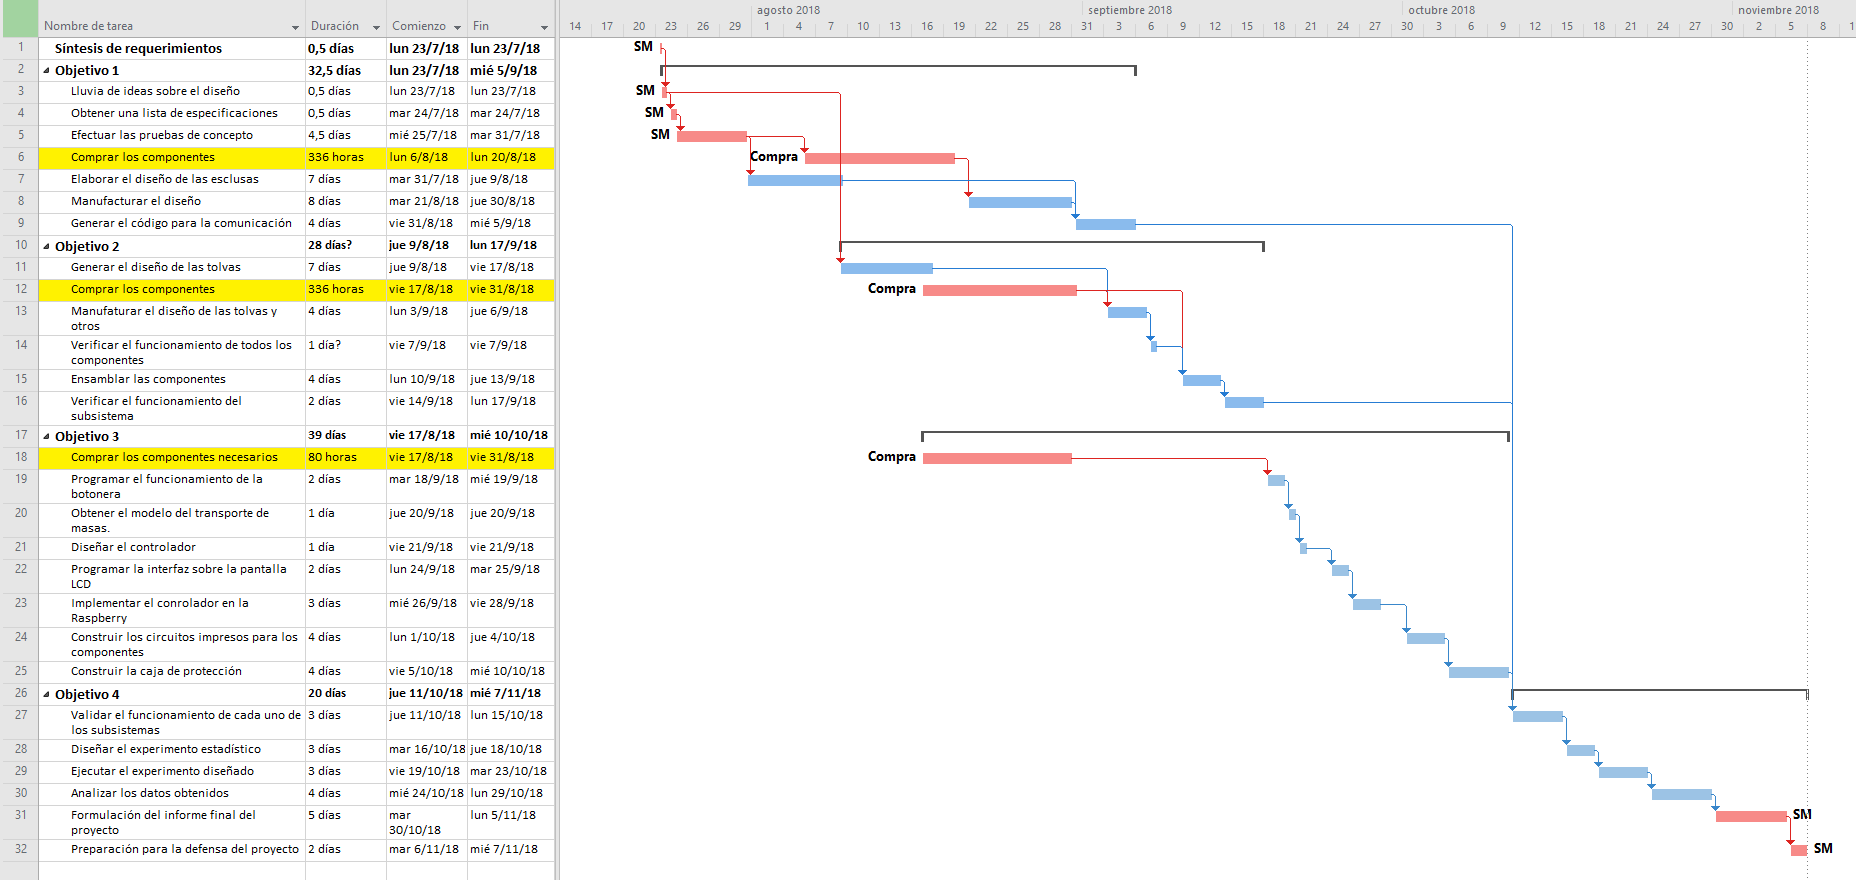 agosto 2018 septiembre 2018 octubre 2018 noviembre 2018
Nombre de tarea Duración Comienzo Fin 14 17 20 23 26 29 1 4 7 10 13 16 19 22 25 28 31 3 6 9 12 15 18 21 24 27 30 3 6 9 12 15 18 21 24 27 30 2 5 8 11
1 Síntesis de requerimientos 0,5 días lun 23/7/18 lun 23/7/18 SM
2 Objetivo 1 32,5 días lun 23/7/18 mié 5/9/18
3 Lluvia de ideas sobre el diseño 0,5 días lun 23/7/18 lun 23/7/18 SM
4 Obtener una lista de especificaciones 0,5 días mar 24/7/18 mar 24/7/18 SM
5 Efectuar las pruebas de concepto 4,5 días mié 25/7/18 mar 31/7/18 SM
6 Comprar los componentes 336 horas lun 6/8/18 lun 20/8/18 Compra
7 Elaborar el diseño de las esclusas 7 días mar 31/7/18 jue 9/8/18
8 Manufacturar el diseño 8 días mar 21/8/18 jue 30/8/18
9 Generar el código para la comunicación 4 días vie 31/8/18 mié 5/9/18
10 Objetivo 2 28 días? jue 9/8/18 lun 17/9/18
11 Generar el diseño de las tolvas 7 días jue 9/8/18 vie 17/8/18
12 Comprar los componentes 336 horas vie 17/8/18 vie 31/8/18 Compra
13 Manufaturar el diseño de las tolvas y 4 días lun 3/9/18 jue 6/9/18
otros
14 Verificar el funcionamiento de todos los 1 día? vie 7/9/18 vie 7/9/18
componentes
15 Ensamblar las componentes 4 días lun 10/9/18 jue 13/9/18
16 Verificar el funcionamiento del 2 días vie 14/9/18 lun 17/9/18
subsistema
17 Objetivo 3 39 días vie 17/8/18 mié 10/10/18
18 Comprar los componentes necesarios 80 horas vie 17/8/18 vie 31/8/18 Compra
19 Programar el funcionamiento de la 2 días mar 18/9/18 mié 19/9/18
botonera
20 Obtener el modelo del transporte de 1 día jue 20/9/18 jue 20/9/18
masas.
21 Diseñar el controlador 1 día vie 21/9/18 vie 21/9/18
22 Programar la interfaz sobre la pantalla 2 días lun 24/9/18 mar 25/9/18
LCD
23 Implementar el conrolador en la 3 días mié 26/9/18 vie 28/9/18
Raspberry
24 Construir los circuitos impresos para los 4 días lun 1/10/18 jue 4/10/18
componentes
25 Construir la caja de protección 4 días vie 5/10/18 mié 10/10/18
26 Objetivo 4 20 días jue 11/10/18 mié 7/11/18
27 Validar el funcionamiento de cada uno de 3 días jue 11/10/18 lun 15/10/18
los subsistemas
28 Diseñar el experimento estadístico 3 días mar 16/10/18 jue 18/10/18
29 Ejecutar el experimento diseñado 3 días vie 19/10/18 mar 23/10/18
30 Analizar los datos obtenidos 4 días mié 24/10/18 lun 29/10/18
31 Formulación del informe final del 5 días mar lun 5/11/18 SM
proyecto 30/10/18
32 Preparación para la defensa del proyecto 2 días mar 6/11/18 mié 7/11/18 SM